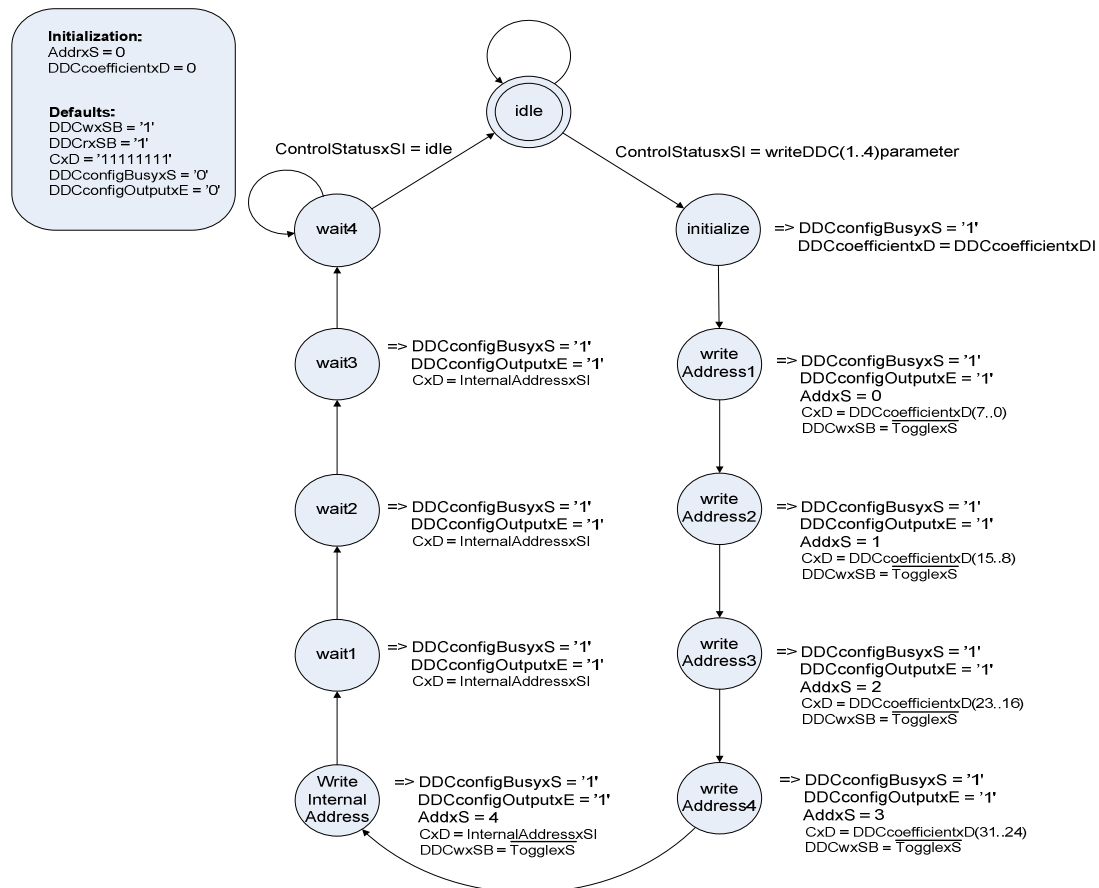 Initialization:
AddrxS = 0
DDCcoefficientxD = 0
Defaults:
DDCwxSB = '1'
DDCrxSB = '1'
CxD = '11111111'
DDCconfigBusyxS = '0'
DDCconfigOutputxE = '0'
idle
ControlStatusxSI = idle
ControlStatusxSI = writeDDC(1..4)parameter
wait4
initialize
=> DDCconfigBusyxS = '1'
DDCcoefficientxD = DDCcoefficientxDI
wait3
=> DDCconfigBusyxS = '1'
DDCconfigOutputxE = '1'
CxD = InternalAddressxSI
write
Address1
=> DDCconfigBusyxS = '1'
DDCconfigOutputxE = '1'
AddxS = 0
CxD = DDCcoefficientxD(7..0)
DDCwxSB = TogglexS
wait2
=> DDCconfigBusyxS = '1'
DDCconfigOutputxE = '1'
CxD = InternalAddressxSI
write
Address2
=> DDCconfigBusyxS = '1'
DDCconfigOutputxE = '1'
AddxS = 1
CxD = DDCcoefficientxD(15..8)
DDCwxSB = TogglexS
wait1
=> DDCconfigBusyxS = '1'
DDCconfigOutputxE = '1'
CxD = InternalAddressxSI
write
Address3
=> DDCconfigBusyxS = '1'
DDCconfigOutputxE = '1'
AddxS = 2
CxD = DDCcoefficientxD(23..16)
DDCwxSB = TogglexS
Write
Internal
Address
=> DDCconfigBusyxS = '1'
DDCconfigOutputxE = '1'
AddxS = 4
CxD = InternalAddressxSI
DDCwxSB = TogglexS
write
Address4
=> DDCconfigBusyxS = '1'
DDCconfigOutputxE = '1'
AddxS = 3
CxD = DDCcoefficientxD(31..24)
DDCwxSB = TogglexS